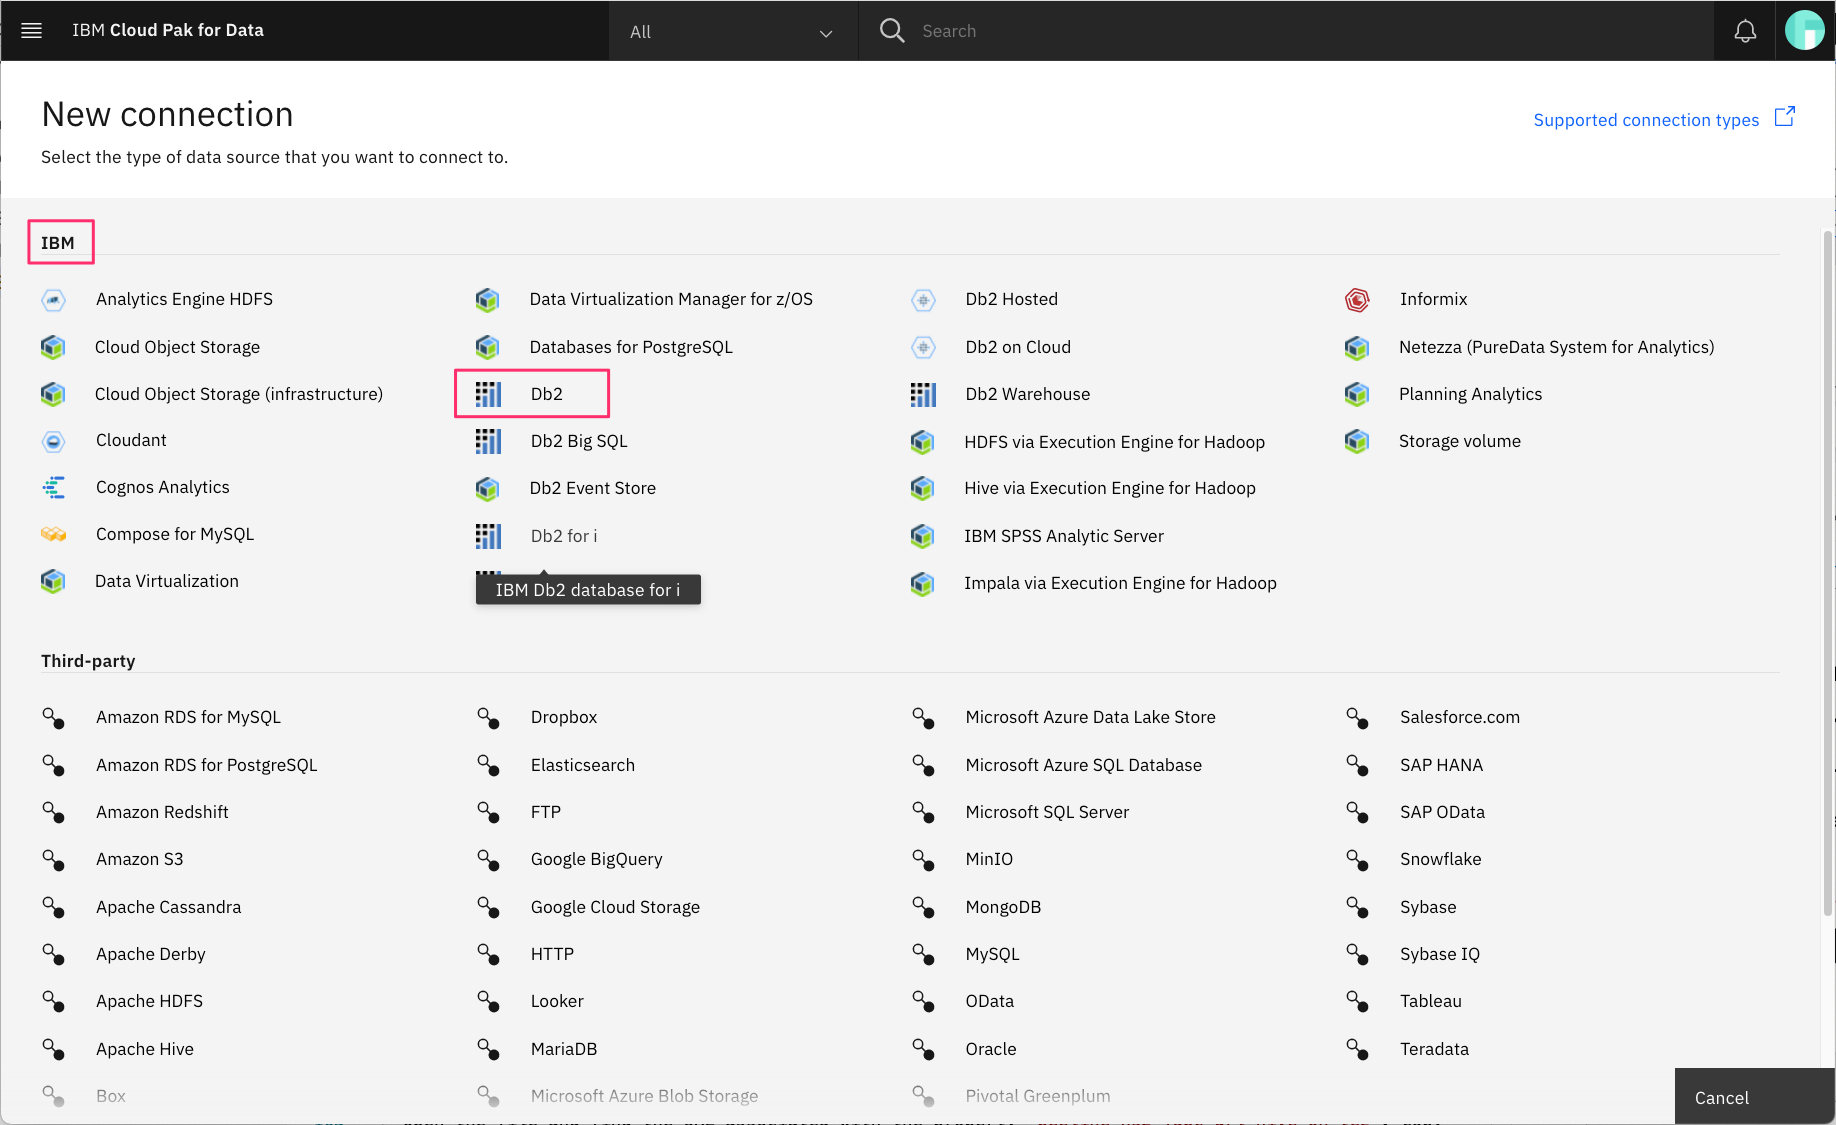 IBM Cloud Pak for Data
All
Search
New connection
Supported connection types
Select the type of data source that you want to connect to.
IBM
Analytics Engine HDFS
Cloud Object Storage
Cloud Object Storage (infrastructure)
Cloudant
Cognos Analytics
Compose for MySQL
Data Virtualization
Data Virtualization Manager for z/OS
Databases for PostgreSQL
Db2
Db2 Big SQL
Db2 Event Store
Db2 for i
IBM Db2 database for i
Db2 Hosted
Db2 on Cloud
Db2 Warehouse
HDFS via Execution Engine for Hadoop
Hive via Execution Engine for Hadoop
IBM SPSS Analytic Server
Impala via Execution Engine for Hadoop
Informix
Netezza (PureData System for Analytics)
Planning Analytics
Storage volume
Third-party
Amazon RDS for MySQL
Amazon RDS for PostgreSQL
Amazon Redshift
Amazon S3
Apache Cassandra
Apache Derby
Apache HDFS
Apache Hive
Box
Dropbox
Elasticsearch
FTP
Google BigQuery
Google Cloud Storage
HTTP
Looker
MariaDB
Microsoft Azure Blob Storage
Microsoft Azure Data Lake Store
Microsoft Azure SQL Database
Microsoft SQL Server
MinIO
MongoDB
MySQL
OData
Oracle
Pivotal Greenplum
Salesforce.com
SAP HANA
SAP OData
Snowflake
Sybase
Sybase IQ
Tableau
Teradata
Cancel